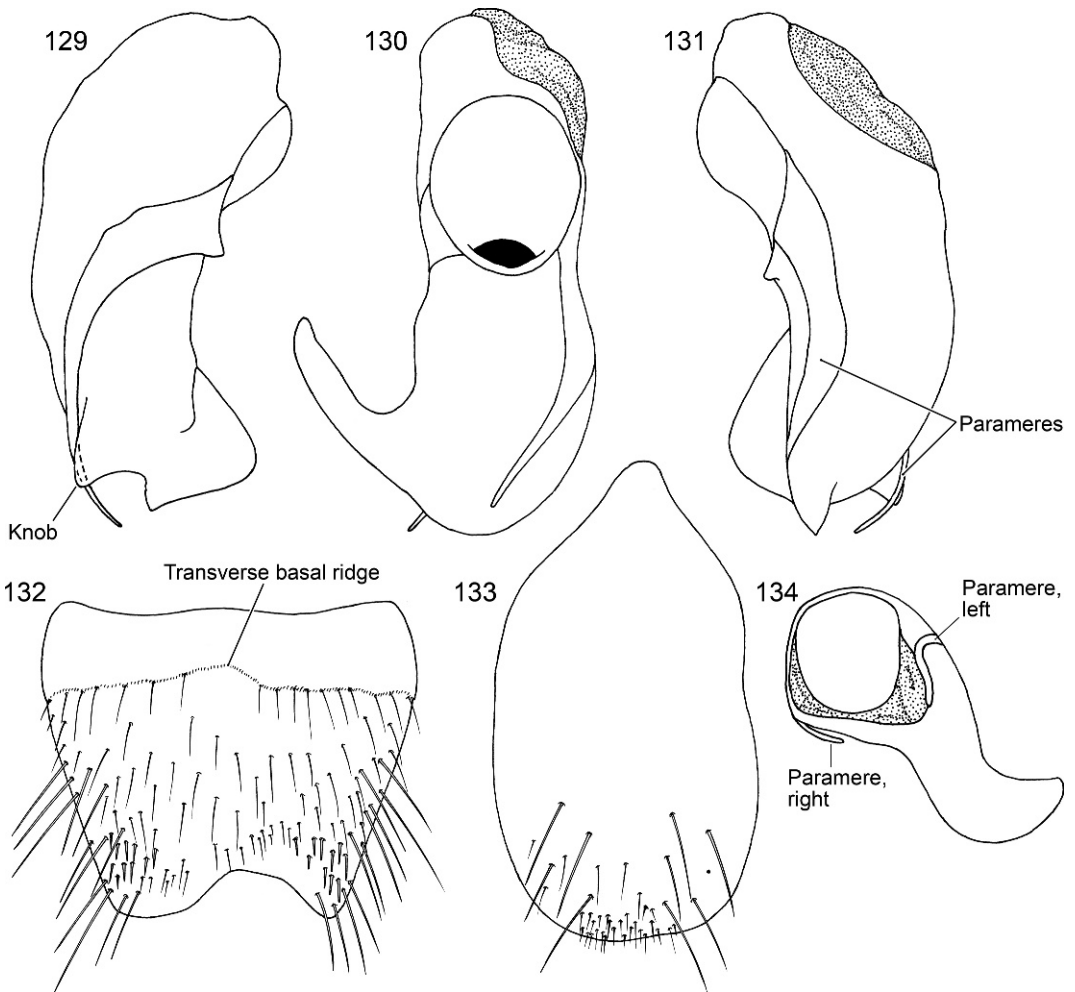 129
130
131
Parameres
Knob
Transverse basal ridge
132
133
134
Paramere,
left
Paramere,
right